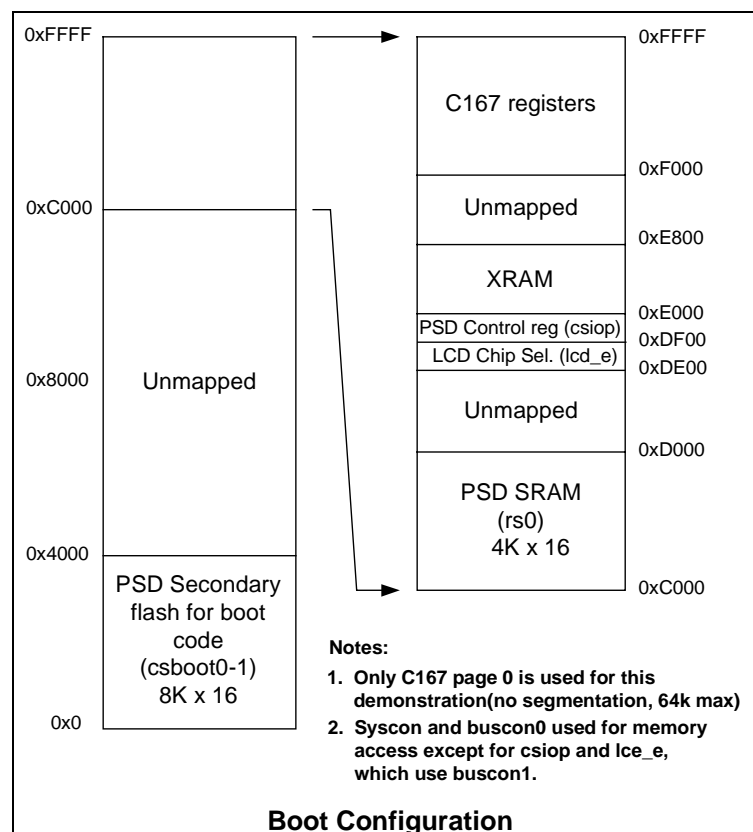 0xFFFF
0xC000
0x8000
Unmapped
0x4000
PSD Secondary
flash for boot
code
(csboot0-1)
8K x 16
0x0
0xFFFF
C167 registers
0xF000
Unmapped
0xE800
XRAM
0xE000
PSD Control reg (csiop)
0xDF00
LCD Chip Sel. (lcd_e)
0xDE00
Unmapped
0xD000
PSD SRAM
(rs0)
4K x 16
0xC000
Notes:
1. Only C167 page 0 is used for this
demonstration(no segmentation, 64k max)
2. Syscon and buscon0 used for memory
access except for csiop and lce_e,
which use buscon1.
Boot Configuration